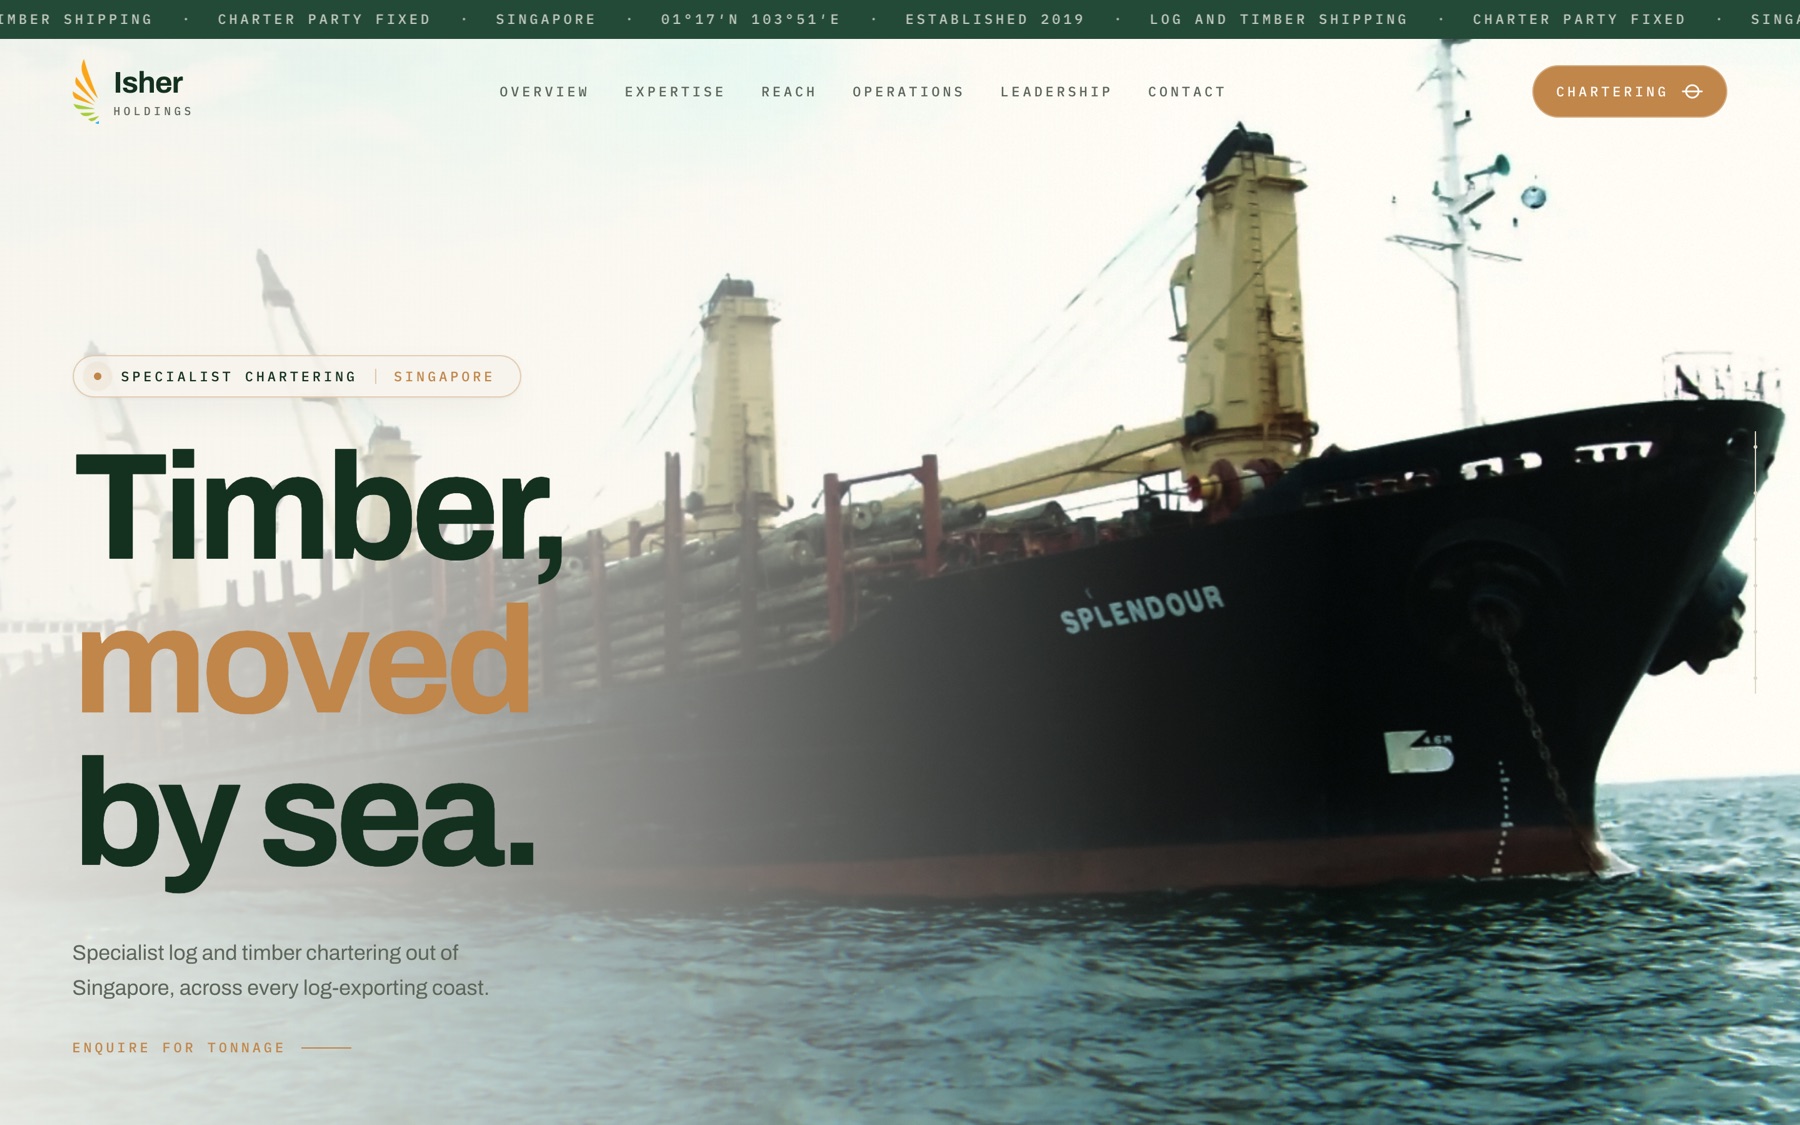 IMBER SHIPPING · CHARTER PARTY FIXED · SINGAPORE · 01°17′N 103°51′E · ESTABLISHED 2019 · LOG AND TIMBER SHIPPING · CHARTER PARTY FIXED · SINGA
Isher
HOLDINGS
OVERVIEW EXPERTISE REACH OPERATIONS LEADERSHIP CONTACT
CHARTERING
SPECIALIST CHARTERING | SINGAPORE
Timber,
moved
by sea.
SPLENDOUR
Specialist log and timber chartering out of
Singapore, across every log-exporting coast.
ENQUIRE FOR TONNAGE